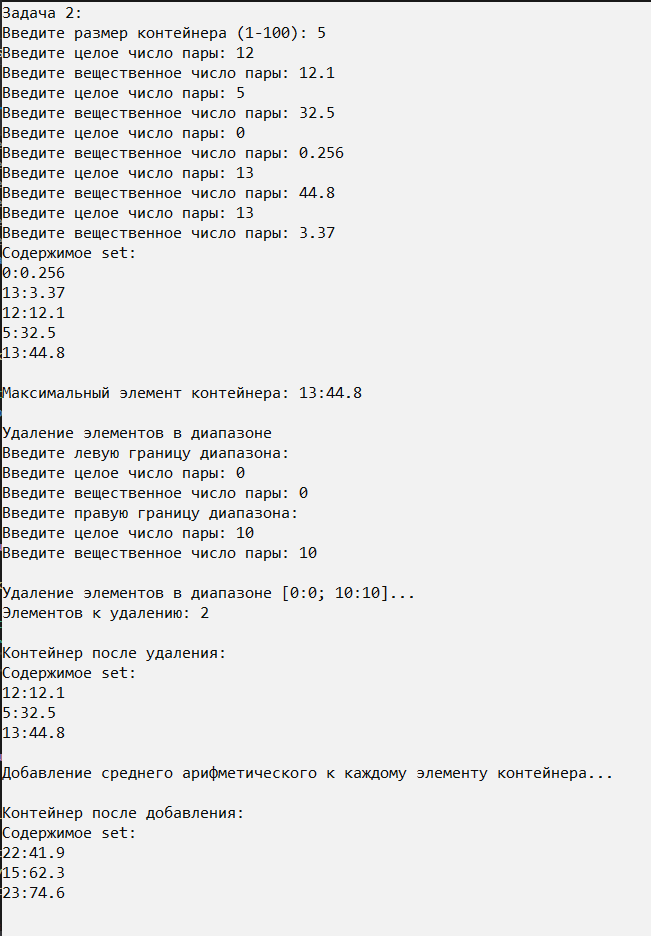 Задача 2:
Введите размер контейнера (1-100): 5
Введите целое число пары: 12
Введите вещественное число пары: 12.1
Введите целое число пары: 5
Введите вещественное число пары: 32.5
Введите целое число пары: 0
Введите вещественное число пары: 0.256
Введите целое число пары: 13
Введите вещественное число пары: 44.8
Введите целое число пары: 13
Введите вещественное число пары: 3.37
Содержимое set:
0:0.256
13:3.37
12:12.1
5:32.5
13:44.8
Максимальный элемент контейнера: 13:44.8
Удаление элементов в диапазоне
Введите левую границу диапазона:
Введите целое число пары: 0
Введите вещественное число пары: 0
Введите правую границу диапазона:
Введите целое число пары: 10
Введите вещественное число пары: 10
Удаление элементов в диапазоне [0:0; 10:10]...
Элементов к удалению: 2
Контейнер после удаления:
Содержимое set:
12:12.1
5:32.5
13:44.8
Добавление среднего арифметического к каждому элементу контейнера...
Контейнер после добавления:
Содержимое set:
22:41.9
15:62.3
23:74.6